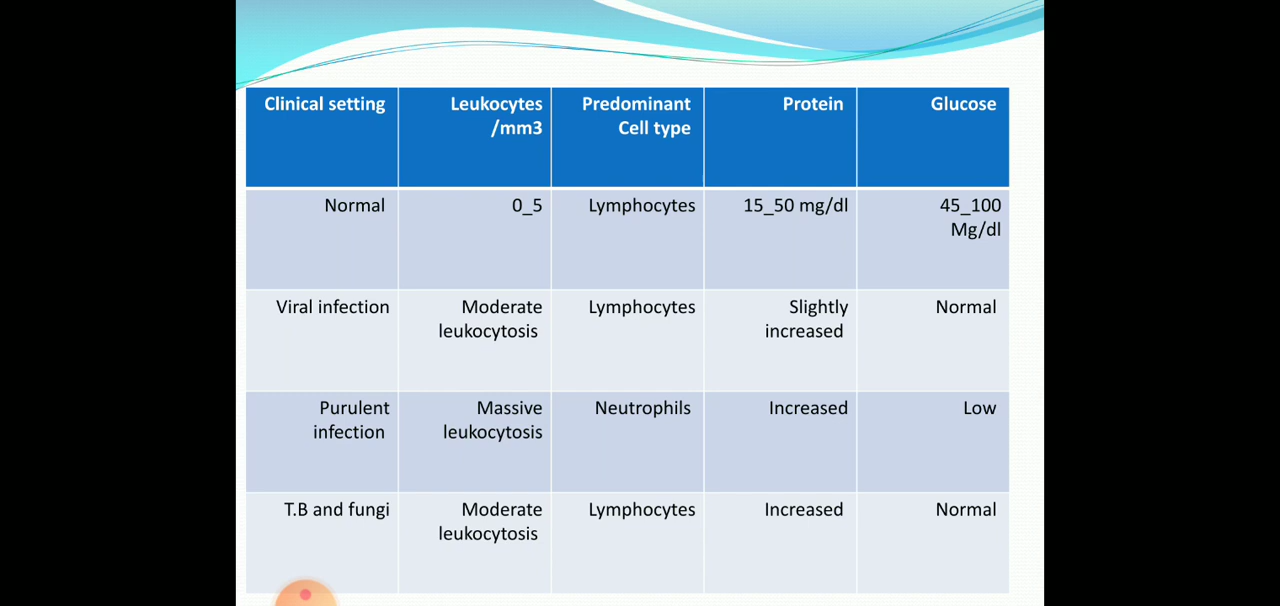 Clinical setting
Leukocytes
/mm3
Predominant
Cell type
Protein
Glucose
Normal
0_5
Lymphocytes
15_50 mg/dl
45_100
Mg/dl
Viral infection
Moderate
leukocytosis
Lymphocytes
Slightly
increased
Normal
Purulent
infection
Massive
leukocytosis
Neutrophils
Increased
Low
T.B and fungi
Moderate
leukocytosis
Lymphocytes
Increased
Normal